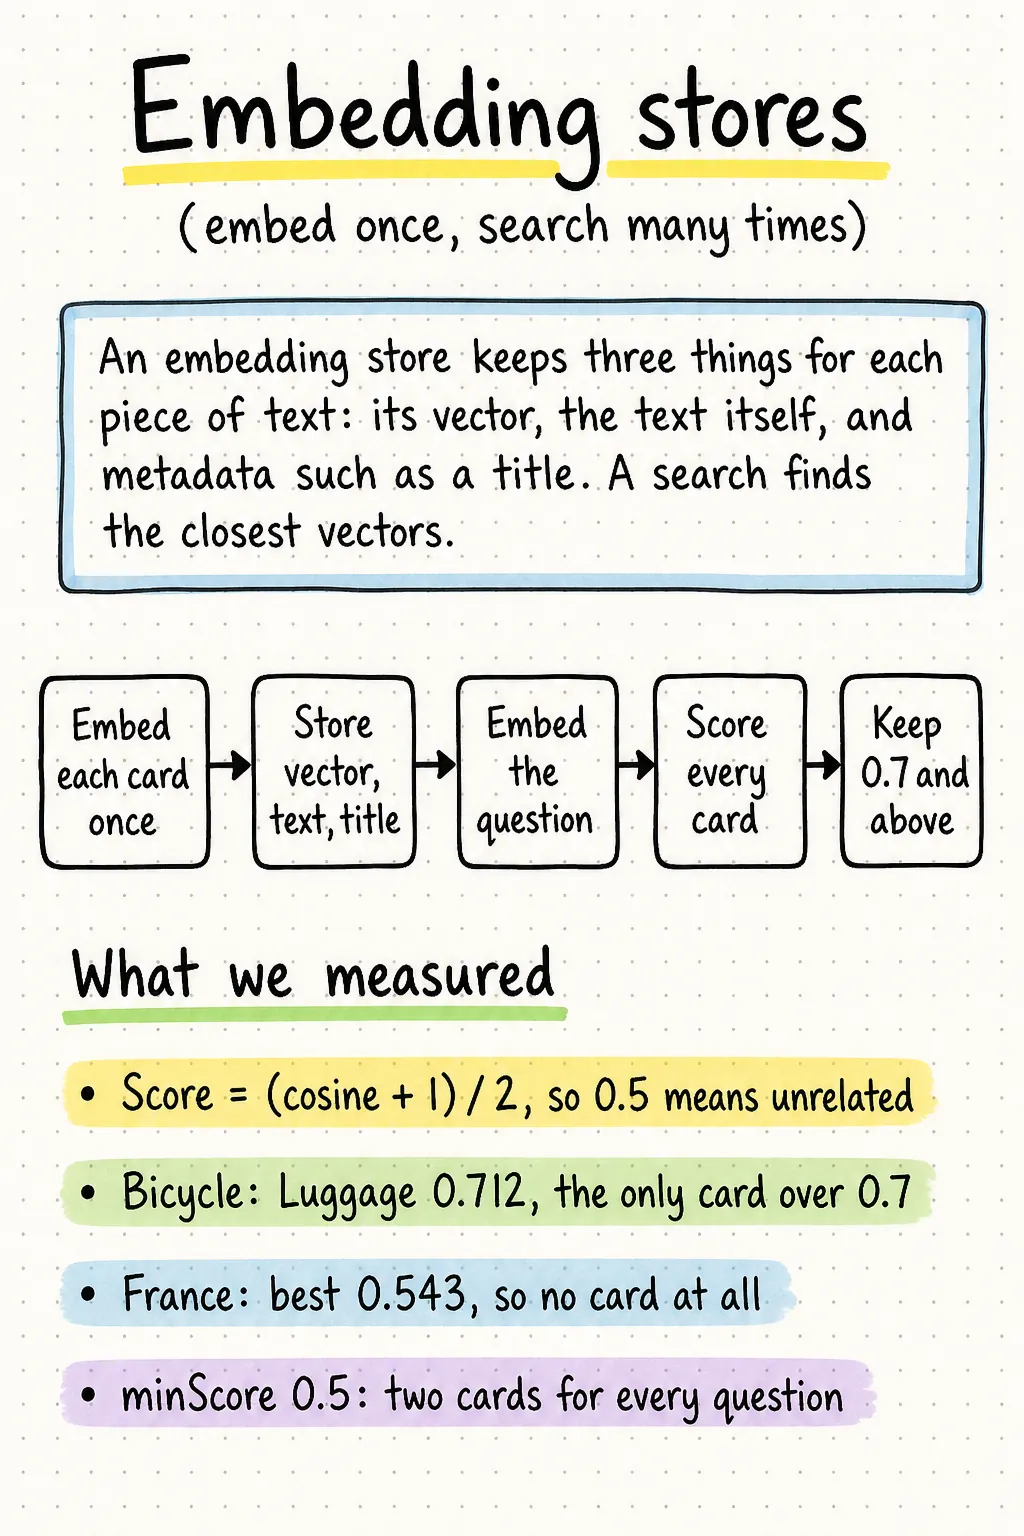 Embedding stores
(embed once, search many times)
An embedding store keeps three things for each
piece of text: its vector, the text itself, and
metadata such as a title. A search finds
the closest vectors.
Embed
each card
once
Store
vector,
text, title
Embed
the
question
Score
every
card
Keep
0.7 and
above
What we measured
• Score = (cosine + 1) / 2, so 0.5 means unrelated
• Bicycle: Luggage 0.712, the only card over 0.7
• France: best 0.543, so no card at all
• minScore 0.5: two cards for every question